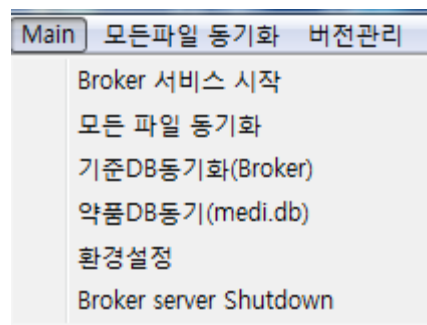 Main 모든파일 동기화 버전관리
Broker 서비스 시작
모든 파일 동기화
기준DB동기화(Broker)
약품DB동기(medi.db)
환경설정
Broker server Shutdown